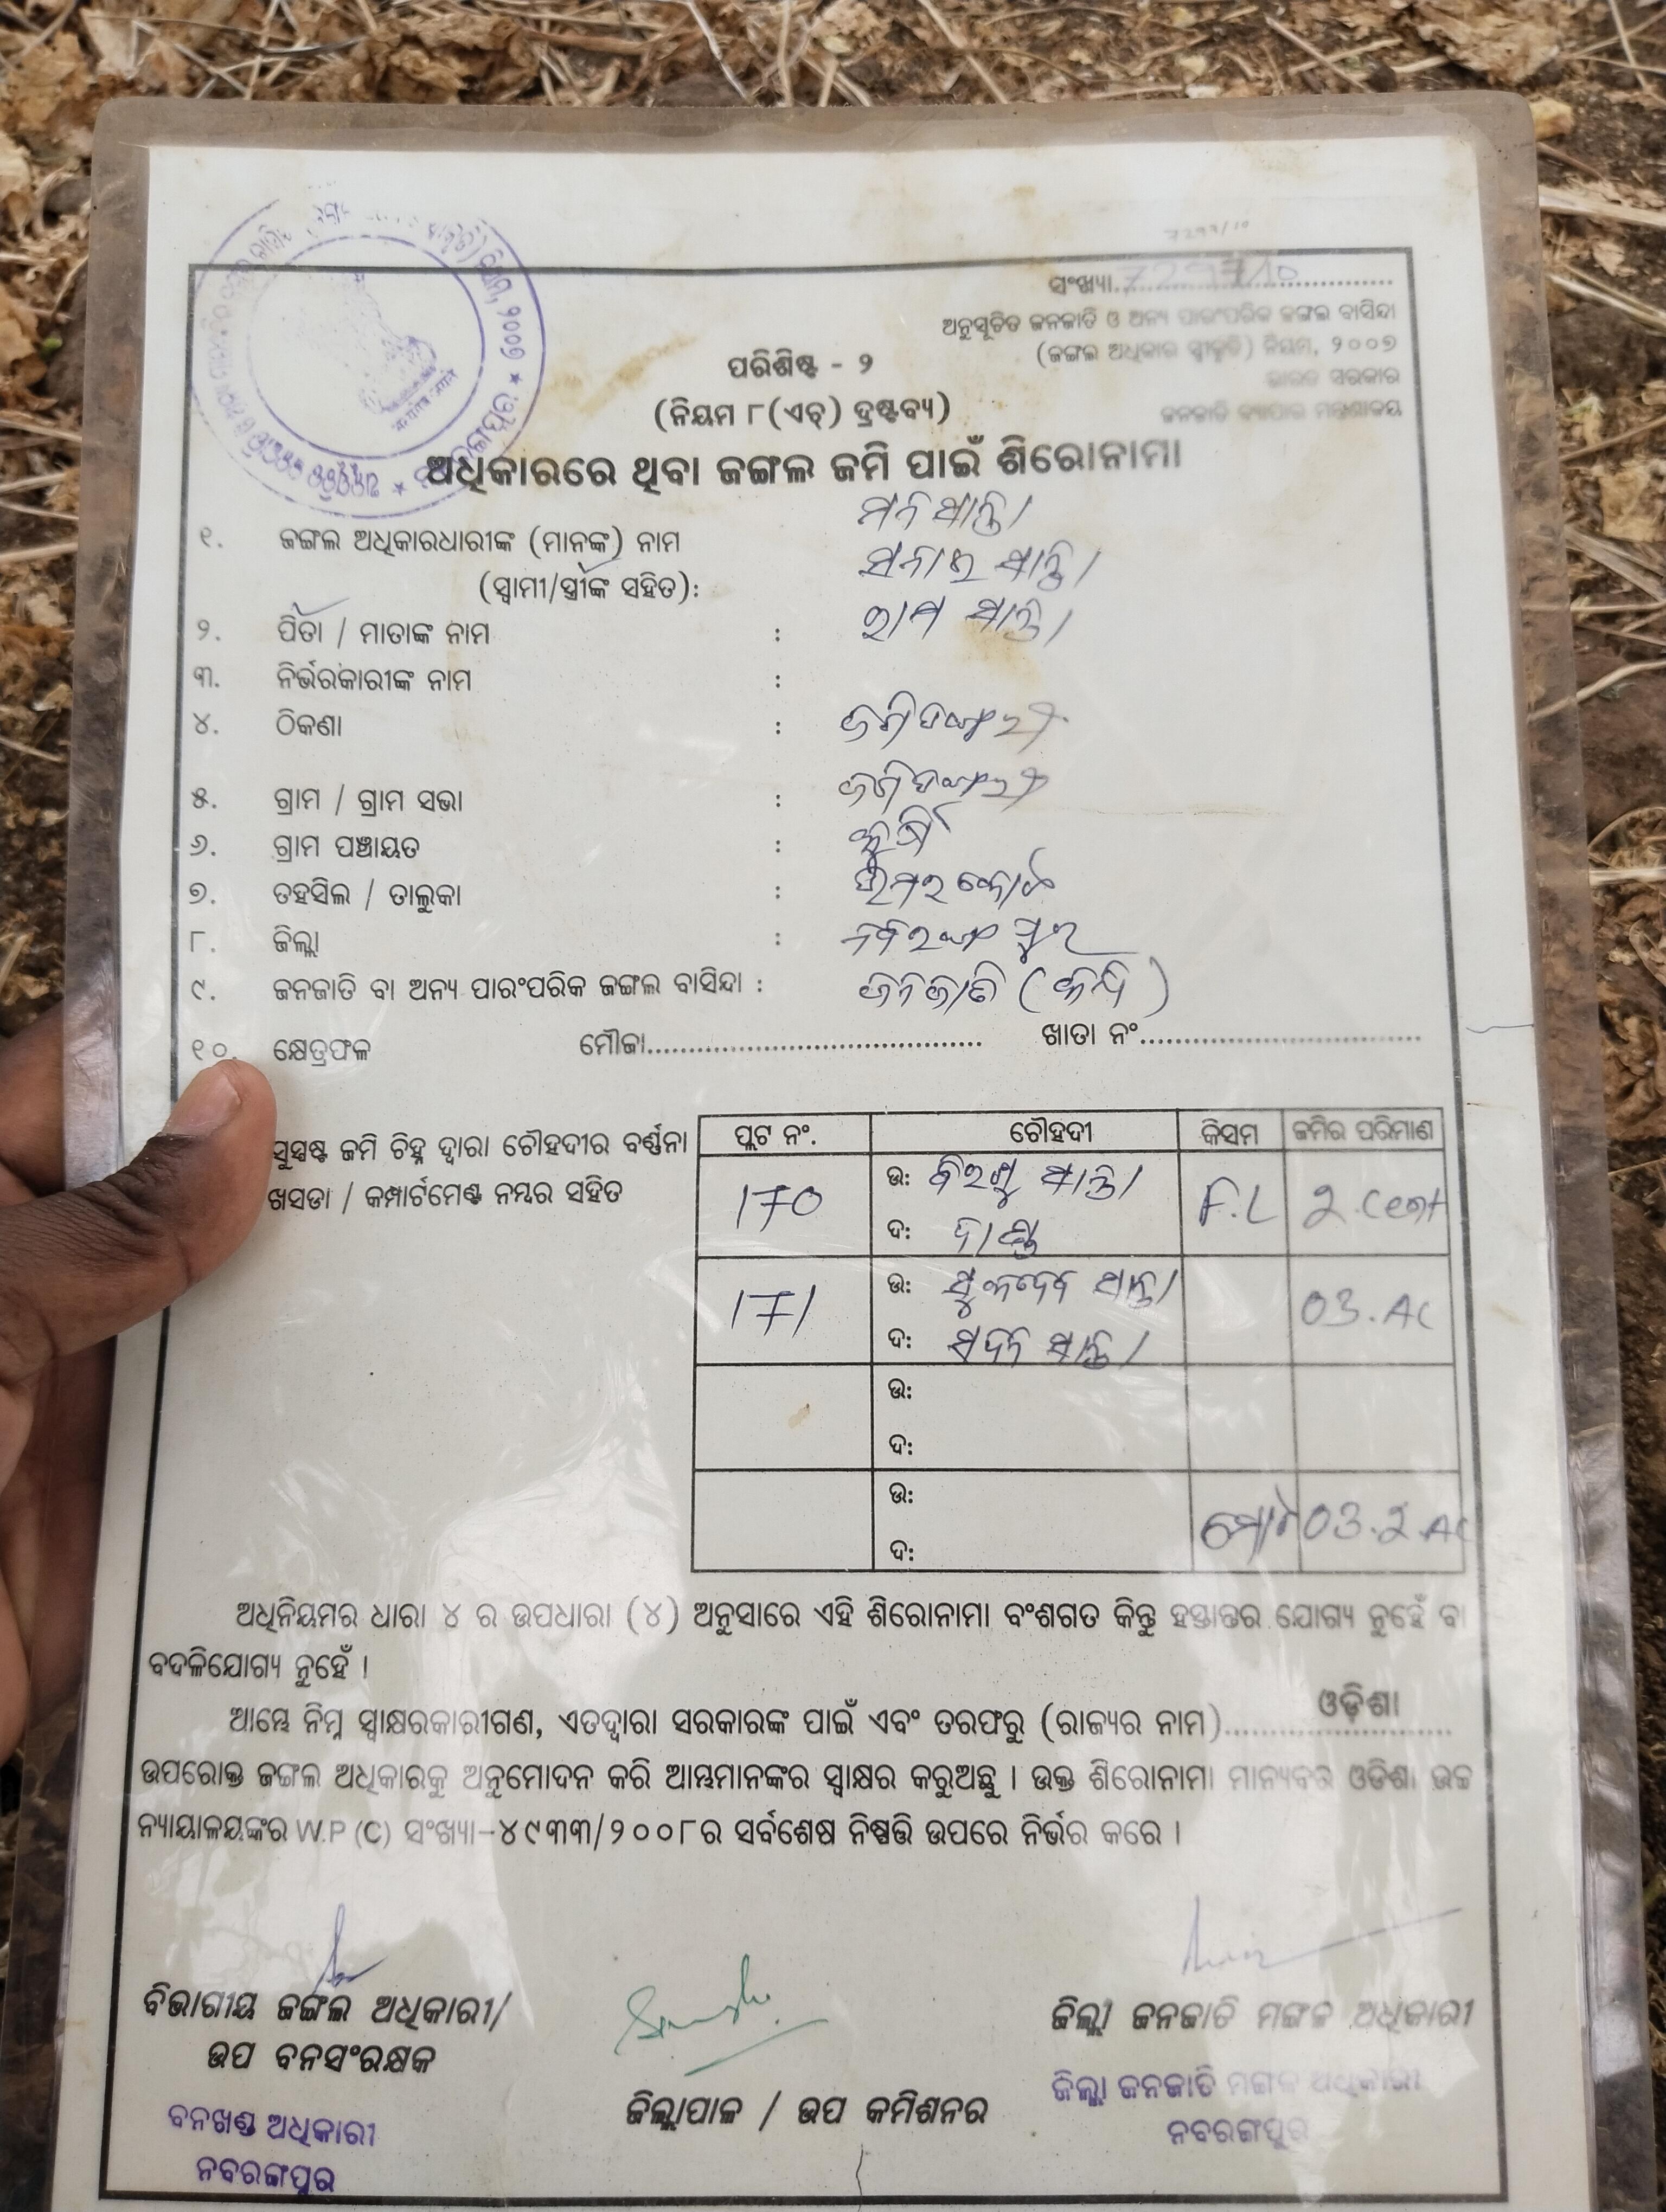 ସଂଖ୍ୟା.7297/10
ଅନୁସୂଚିତ ଜନଜାତି ଓ ଅନ୍ୟ ପାରଂପରିକ ଜଙ୍ଗଲ ବାସିନ୍ଦା
(ଜଙ୍ଗଲ ଅଧିକାର ସ୍ୱୀକୃତି) ନିୟମ, ୨୦୦୭
ଭାରତ ସରକାର
ଜନଜାତି ବ୍ୟାପାର ମନ୍ତ୍ରଣାଳୟ
ପରିଶିଷ୍ଟ - ୨
(ନିୟମ ୮(ଏଚ୍) ଦ୍ରଷ୍ଟବ୍ୟ)
ଅଧିକାରରେ ଥିବା ଜଙ୍ଗଲ ଜମି ପାଇଁ ଶିରୋନାମା
୧. ଜଙ୍ଗଲ ଅଧିକାରଧାରୀଙ୍କ (ମାନଙ୍କ) ନାମ
(ସ୍ୱାମୀ/ସ୍ତ୍ରୀଙ୍କ ସହିତ):
୨. ପିତା / ମାତାଙ୍କ ନାମ : ରାମ ସାନ୍ତା
୩. ନିର୍ଭରକାରୀଙ୍କ ନାମ :
୪. ଠିକଣା :
୫. ଗ୍ରାମ / ଗ୍ରାମ ସଭା :
୬. ଗ୍ରାମ ପଞ୍ଚାୟତ :
୭. ତହସିଲ / ତାଲୁକା : ଉମରକୋଟ
୮. ଜିଲ୍ଲା : ନବରଙ୍ଗପୁର
୯. ଜନଜାତି ବା ଅନ୍ୟ ପାରଂପରିକ ଜଙ୍ଗଲ ବାସିନ୍ଦା : ଜନଜାତି
୧୦. କ୍ଷେତ୍ରଫଳ ମୌଜା........................ ଖାତା ନଂ........................
ସୁସ୍ପଷ୍ଟ ଜମି ଚିହ୍ନ ଦ୍ୱାରା ଚୌହଦୀର ବର୍ଣ୍ଣନା
ଖସଡା / କମ୍ପାର୍ଟମେଣ୍ଟ ନମ୍ବର ସହିତ
ପ୍ଲଟ ନଂ. ଚୌହଦୀ କିସମ ଜମିର ପରିମାଣ
170 ଉ: F.L 2.Cent
ଦ:
171 ଉ: ସାନ୍ତା 03.AC
ଦ: ସାନ୍ତା
ଉ:
ଦ:
ଉ: ମୋଟ 03.2.AC
ଦ:
ଅଧିନିୟମର ଧାରା ୪ ର ଉପଧାରା (୪) ଅନୁସାରେ ଏହି ଶିରୋନାମା ବଂଶଗତ କିନ୍ତୁ ହସ୍ତାନ୍ତର ଯୋଗ୍ୟ ନୁହେଁ ବା
ବଦଳିଯୋଗ୍ୟ ନୁହେଁ ।
ଆମ୍ଭେ ନିମ୍ନ ସ୍ୱାକ୍ଷରକାରୀଗଣ, ଏତଦ୍ଦ୍ୱାରା ସରକାରଙ୍କ ପାଇଁ ଏବଂ ତରଫରୁ (ରାଜ୍ୟର ନାମ)........ଓଡ଼ିଶା........
ଉପରୋକ୍ତ ଜଙ୍ଗଲ ଅଧିକାରକୁ ଅନୁମୋଦନ କରି ଆମ୍ଭମାନଙ୍କର ସ୍ୱାକ୍ଷର କରୁଅଛୁ । ଉକ୍ତ ଶିରୋନାମା ମାନ୍ୟବର ଓଡିଶା ଉଚ୍ଚ
ନ୍ୟାୟାଳୟଙ୍କର W.P (C) ସଂଖ୍ୟା-୪୯୩୩/୨୦୦୮ର ସର୍ବଶେଷ ନିଷ୍ପତ୍ତି ଉପରେ ନିର୍ଭର କରେ ।
ବିଭାଗୀୟ ଜଙ୍ଗଲ ଅଧିକାରୀ/
ଉପ ବନସଂରକ୍ଷକ
ବନଖଣ୍ଡ ଅଧିକାରୀ
ନବରଙ୍ଗପୁର
ଜିଲ୍ଲାପାଳ / ଉପ କମିଶନର
ଜିଲ୍ଲା ଜନଜାତି ମଙ୍ଗଳ ଅଧିକାରୀ
ଜିଲ୍ଲା ଜନଜାତି ମଙ୍ଗଳ ଅଧିକାରୀ
ନବରଙ୍ଗପୁର